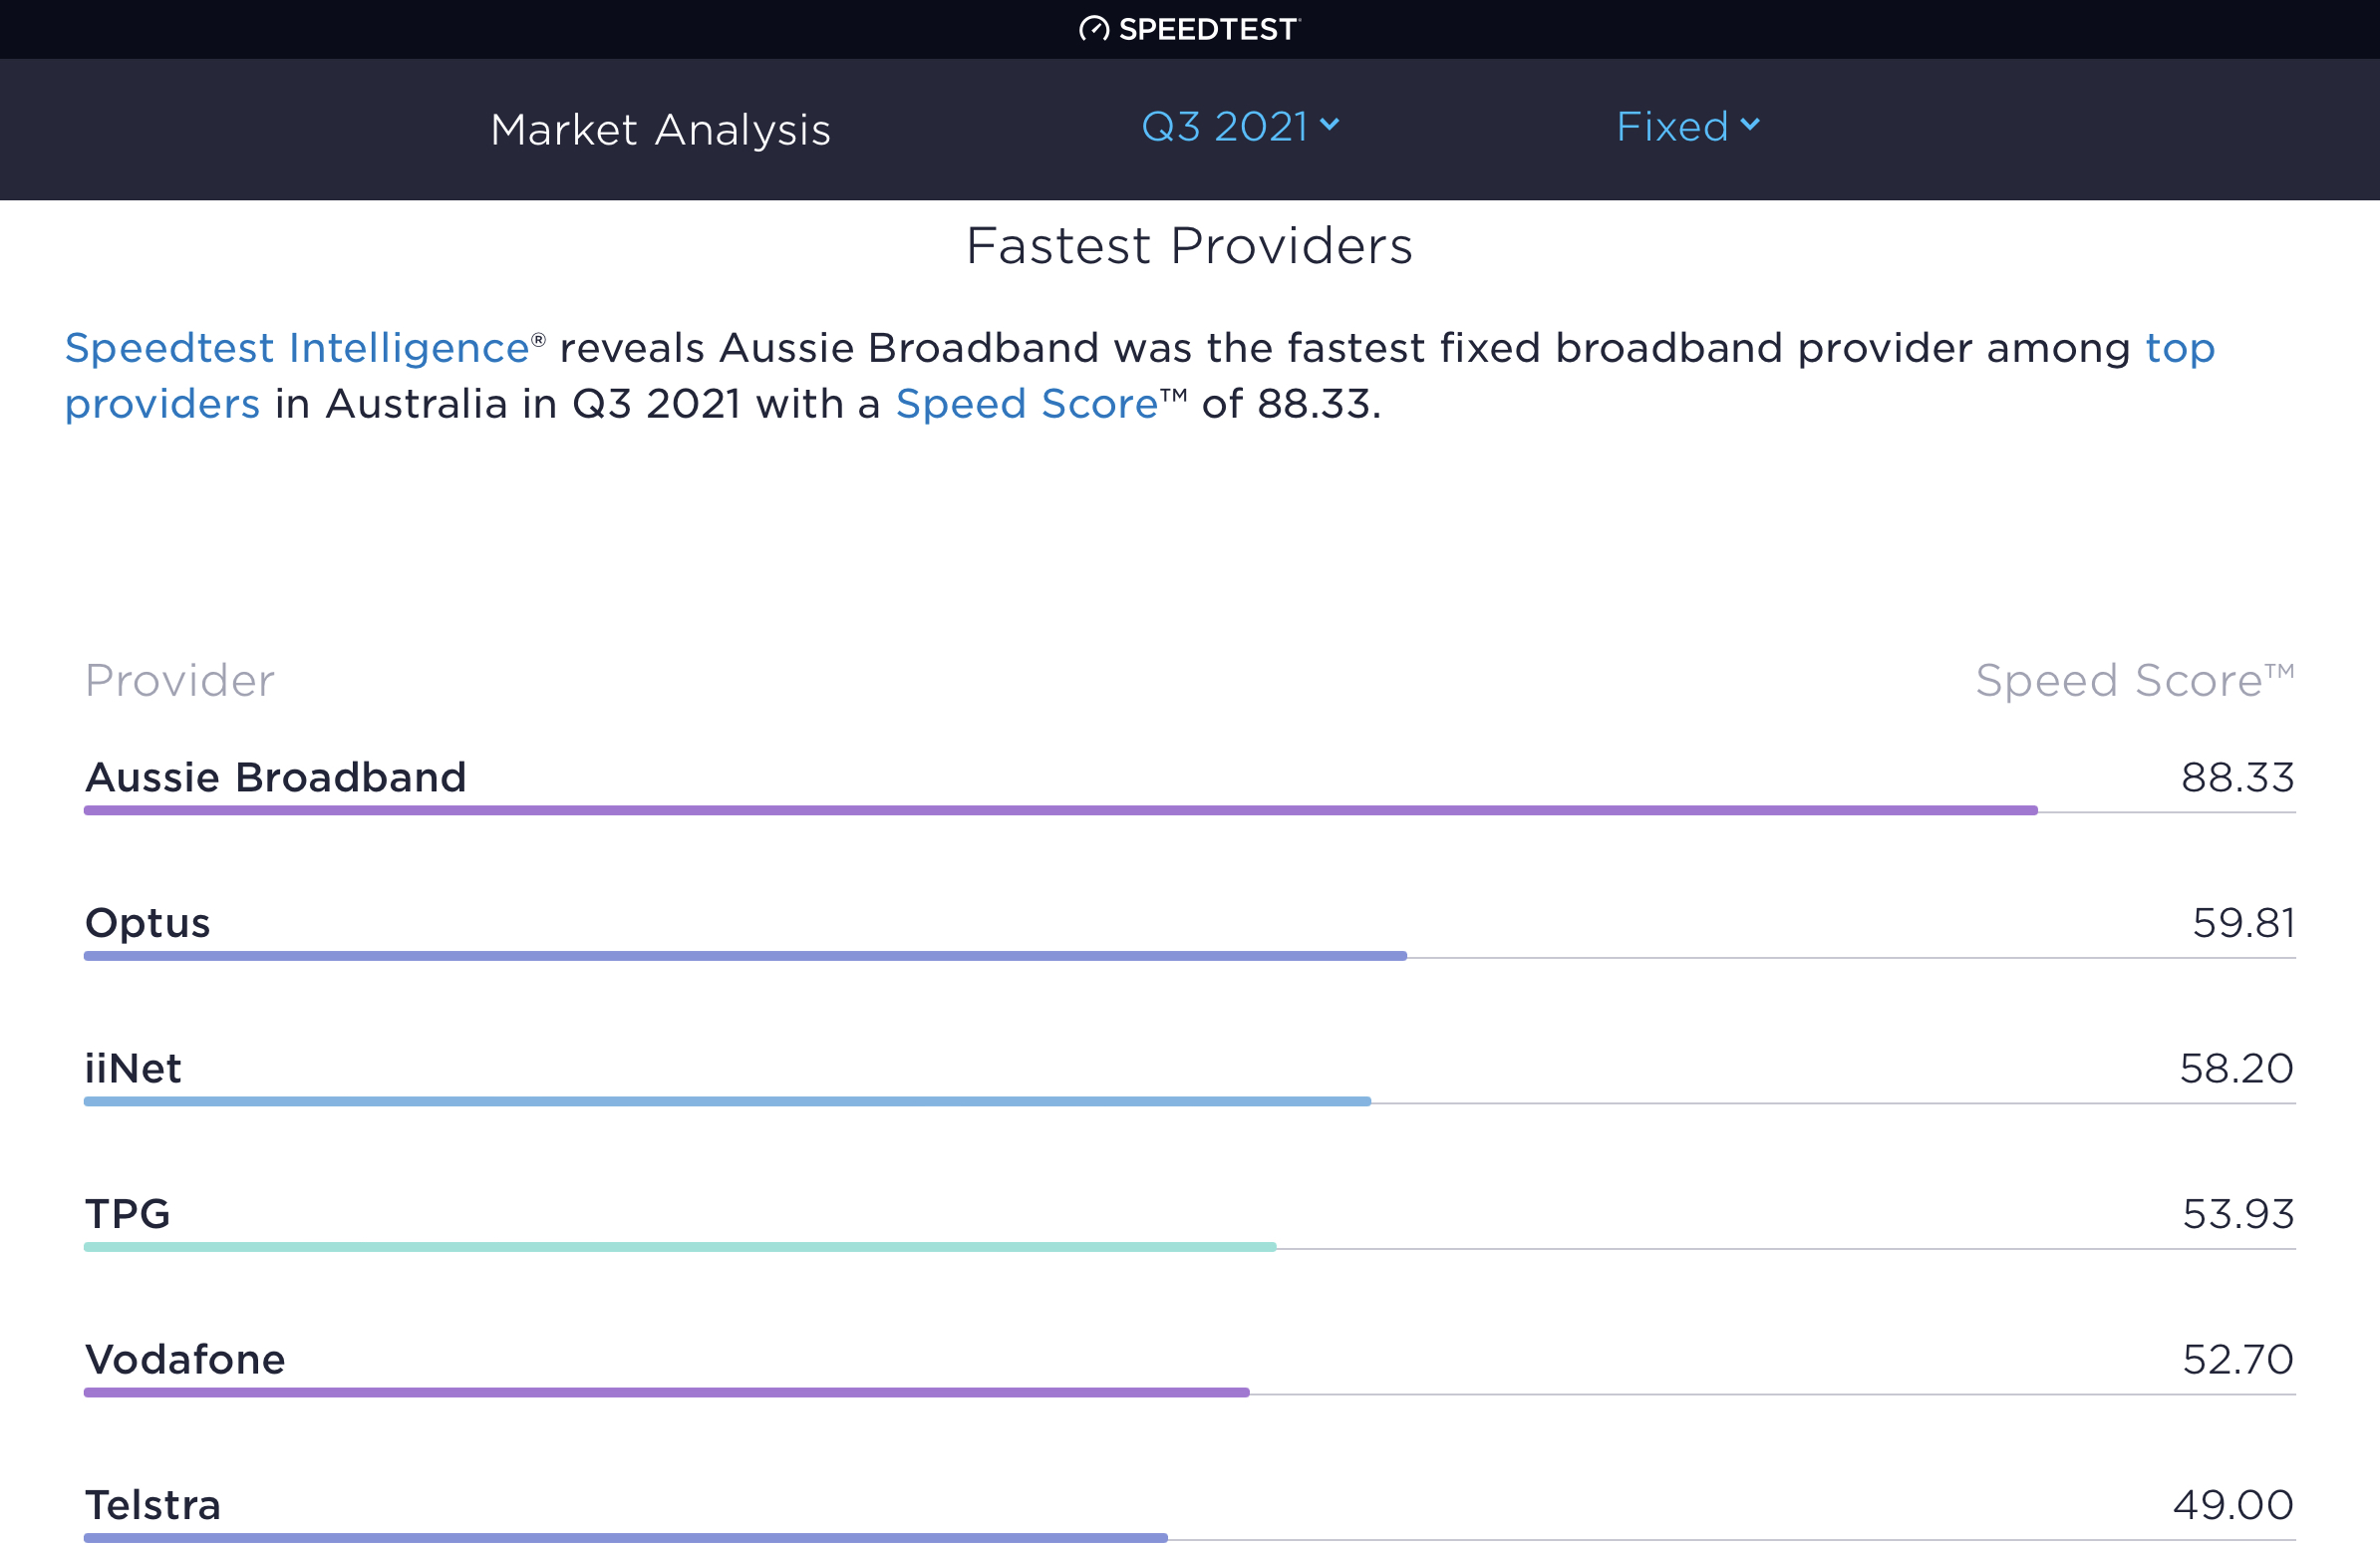 SPEEDTEST
Market Analysis Q3 2021 Fixed
Fastest Providers
Speedtest Intelligence® reveals Aussie Broadband was the fastest fixed broadband provider among top
providers in Australia in Q3 2021 with a Speed Score™ of 88.33.
Provider Speed Score™
Aussie Broadband 88.33
Optus 59.81
iiNet 58.20
TPG 53.93
Vodafone 52.70
Telstra 49.00